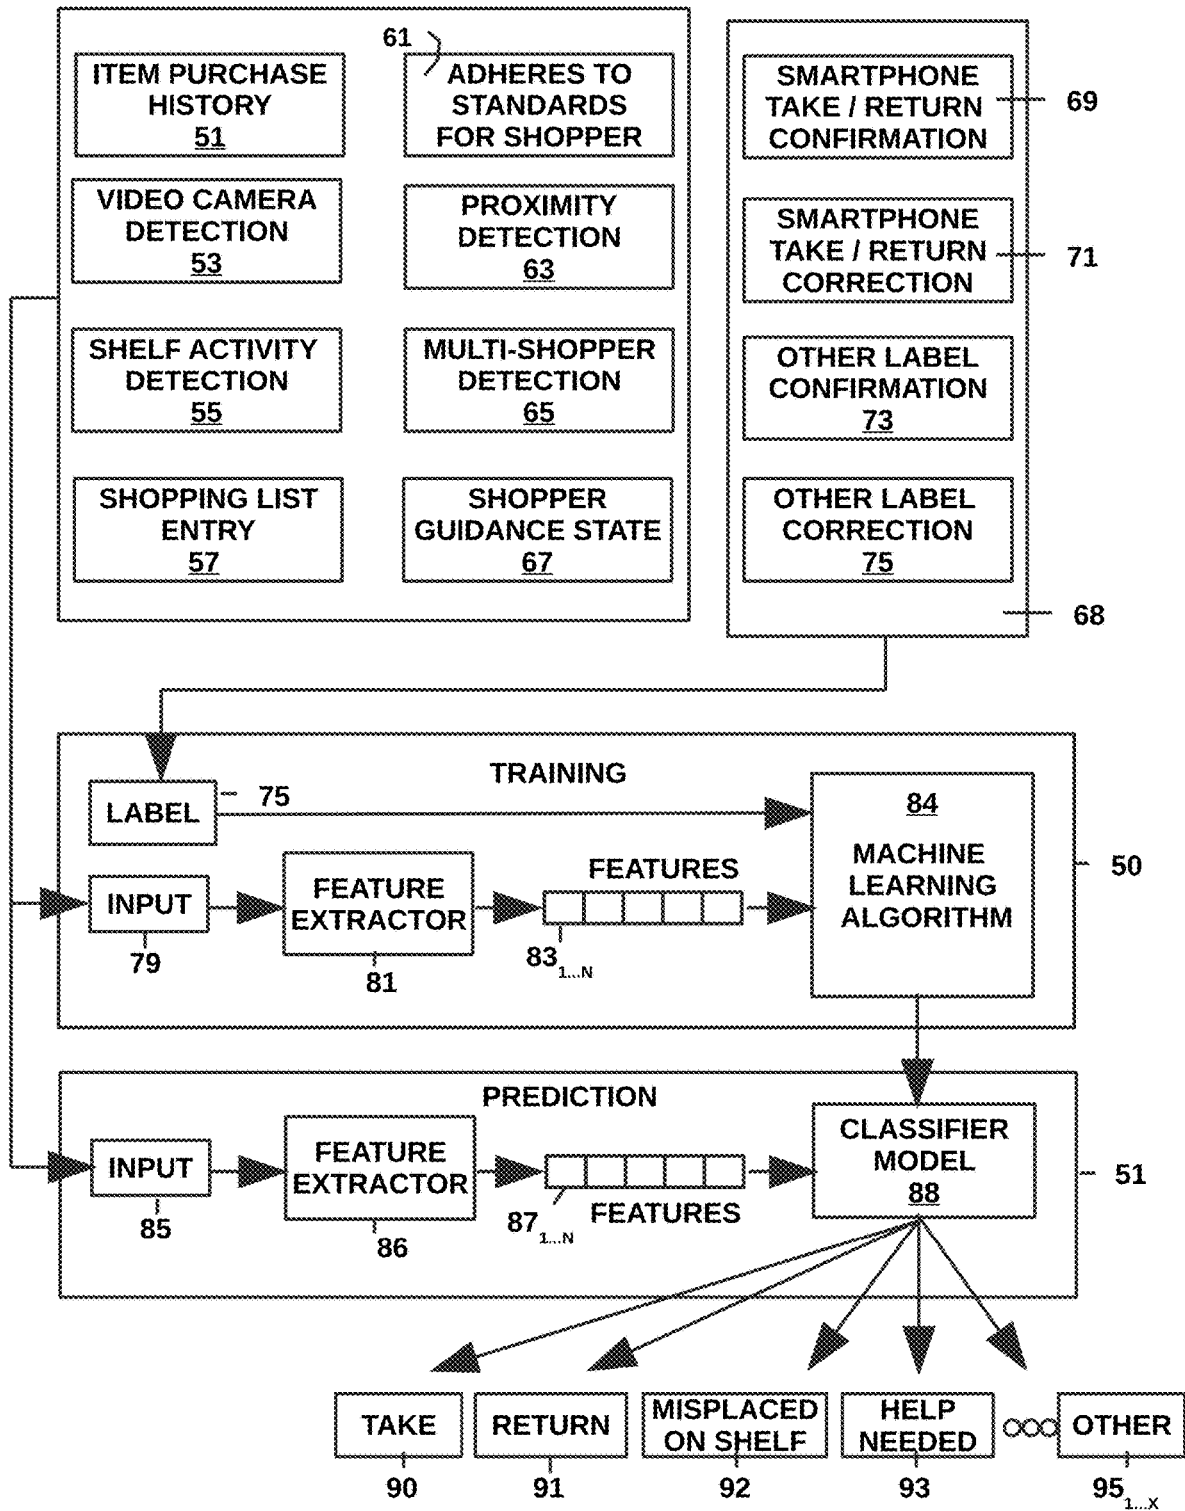 61
ITEM PURCHASE
HISTORY
51
ADHERES TO
STANDARDS
FOR SHOPPER
SMARTPHONE
TAKE / RETURN
CONFIRMATION
69
VIDEO CAMERA
DETECTION
53
PROXIMITY
DETECTION
63
SMARTPHONE
TAKE / RETURN
CORRECTION
71
SHELF ACTIVITY
DETECTION
55
MULTI-SHOPPER
DETECTION
65
OTHER LABEL
CONFIRMATION
73
SHOPPING LIST
ENTRY
57
SHOPPER
GUIDANCE STATE
67
OTHER LABEL
CORRECTION
75
68
TRAINING
LABEL
75
84
MACHINE
LEARNING
ALGORITHM
50
INPUT
79
FEATURE
EXTRACTOR
81
FEATURES
83 1...N
PREDICTION
INPUT
85
FEATURE
EXTRACTOR
86
87 1...N
FEATURES
CLASSIFIER
MODEL
88
51
TAKE
RETURN
MISPLACED
ON SHELF
HELP
NEEDED
OTHER
90
91
92
93
95 1...X